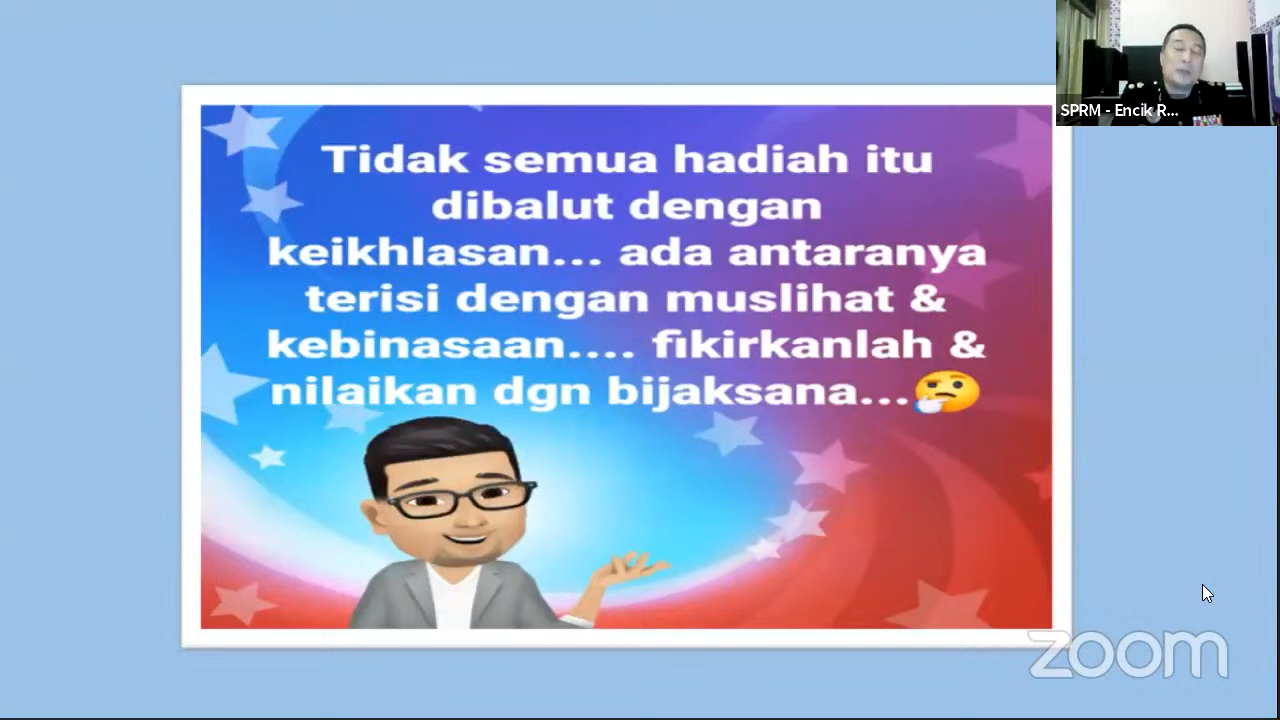 SPRM - Encik R...
Tidak semua hadiah itu
dibalut dengan
keikhlasan... ada antaranya
terisi dengan muslihat &
kebinasaan.... fikirkanlah &
nilaikan dgn bijaksana...🤔
zoom